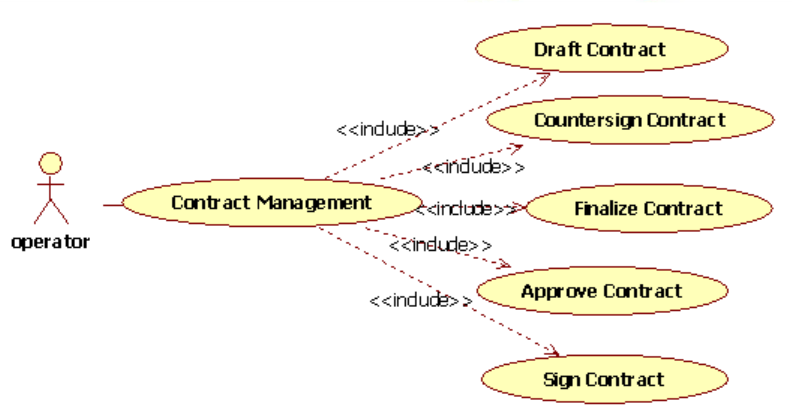 Draft Contract
<<include>>
Countersign Contract
<<include>>
Contract Management
<<include>>
Finalize Contract
operator
<<include>>
Approve Contract
<<include>>
Sign Contract